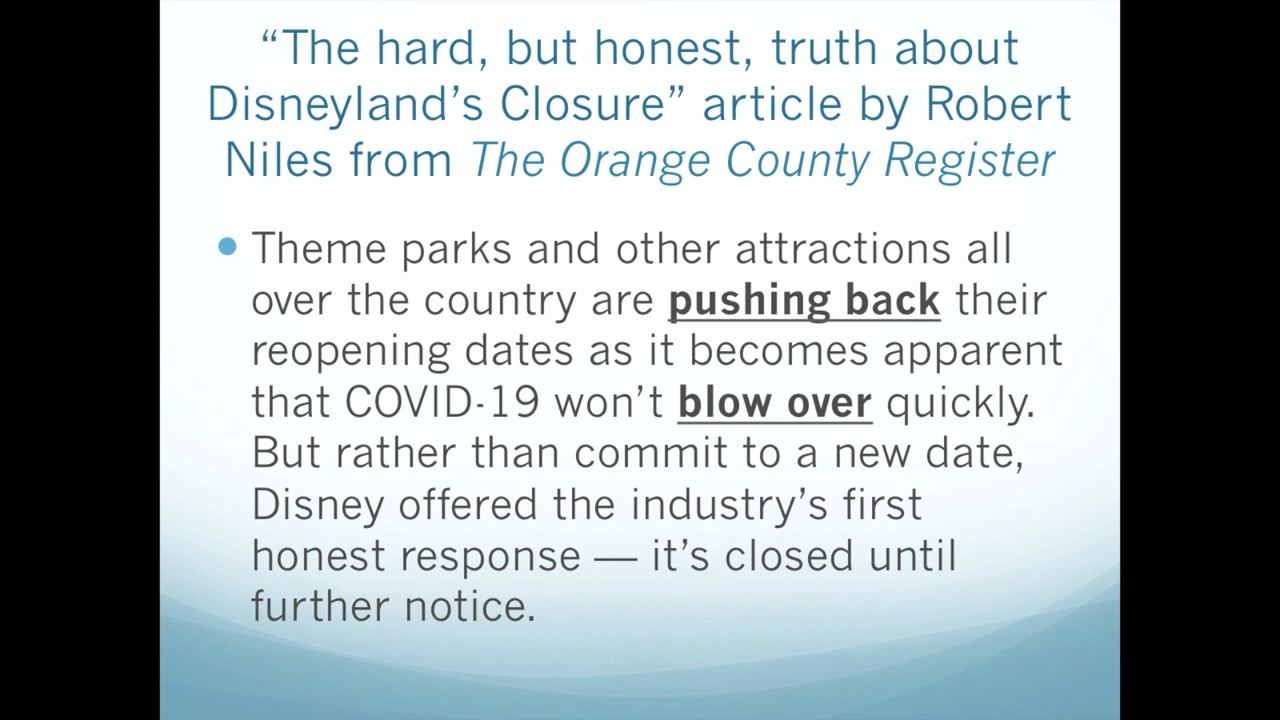 “The hard, but honest, truth about
Disneyland’s Closure” article by Robert
Niles from The Orange County Register
Theme parks and other attractions all
over the country are pushing back their
reopening dates as it becomes apparent
that COVID-19 won’t blow over quickly.
But rather than commit to a new date,
Disney offered the industry’s first
honest response — it’s closed until
further notice.